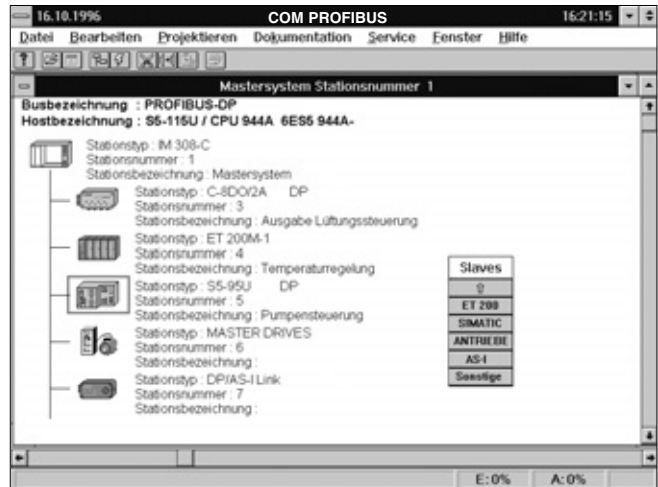 16.10.1996 COM PROFIBUS 16:21:15
Datei Bearbeiten Projektieren Dokumentation Service Fenster Hilfe
Mastersystem Stationsnummer 1
Busbezeichnung : PROFIBUS-DP
Hostbezeichnung : S5-115U / CPU 944A 6ES5 944A-
Stationstyp : IM 308-C
Stationsnummer : 1
Stationsbezeichnung : Mastersystem
Stationstyp : C-8DO/2A DP
Stationsnummer : 3
Stationsbezeichnung : Ausgabe Lüftungssteuerung
Stationstyp : ET 200M-1
Stationsnummer : 4
Stationsbezeichnung : Temperaturregelung
Stationstyp : S5-95U DP
Stationsnummer : 5
Stationsbezeichnung : Pumpensteuerung
Stationstyp : MASTER DRIVES
Stationsnummer : 6
Stationsbezeichnung :
Stationstyp : DP/AS-I Link
Stationsnummer : 7
Stationsbezeichnung :
Slaves
ET 200
SIMATIC
ANTRIEBE
AS-I
Sonstige
E: 0% A: 0%